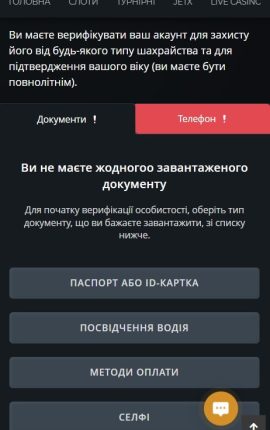 ГОЛОВНА СЛОТИ ТУРНІРНІ JETX LIVE CASINO
Ви маєте верифікувати ваш акаунт для захисту
його від будь-якого типу шахрайства та для
підтвердження вашого віку (ви маєте бути
повнолітнім).
Документи ! Телефон !
Ви не маєте жодногоо завантаженого
документу
Для початку верифікації особистості, оберіть тип
документу, що ви бажаєте завантажити, зі списку
нижче.
ПАСПОРТ АБО ID-КАРТКА
ПОСВІДЧЕННЯ ВОДІЯ
МЕТОДИ ОПЛАТИ
СЕЛФІ